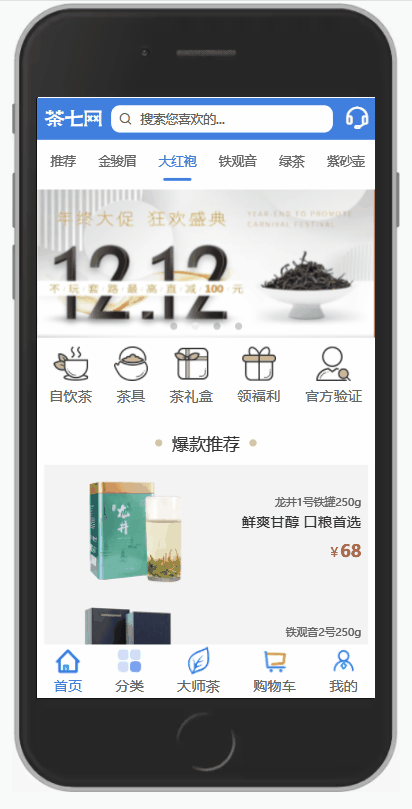 茶七网 搜索您喜欢的...
推荐 金骏眉 大红袍 铁观音 绿茶 紫砂壶
年终大促 狂欢盛典
YEAR-END TO PROMOTE
CARNIVAL FESTIVAL
12.12
不·玩·套·路·最·高·直·减·100·元
自饮茶 茶具 茶礼盒 领福利 官方验证
爆款推荐
龙井
龙井1号铁罐250g
鲜爽甘醇 口粮首选
¥68
铁观音2号250g
首页 分类 大师茶 购物车 我的